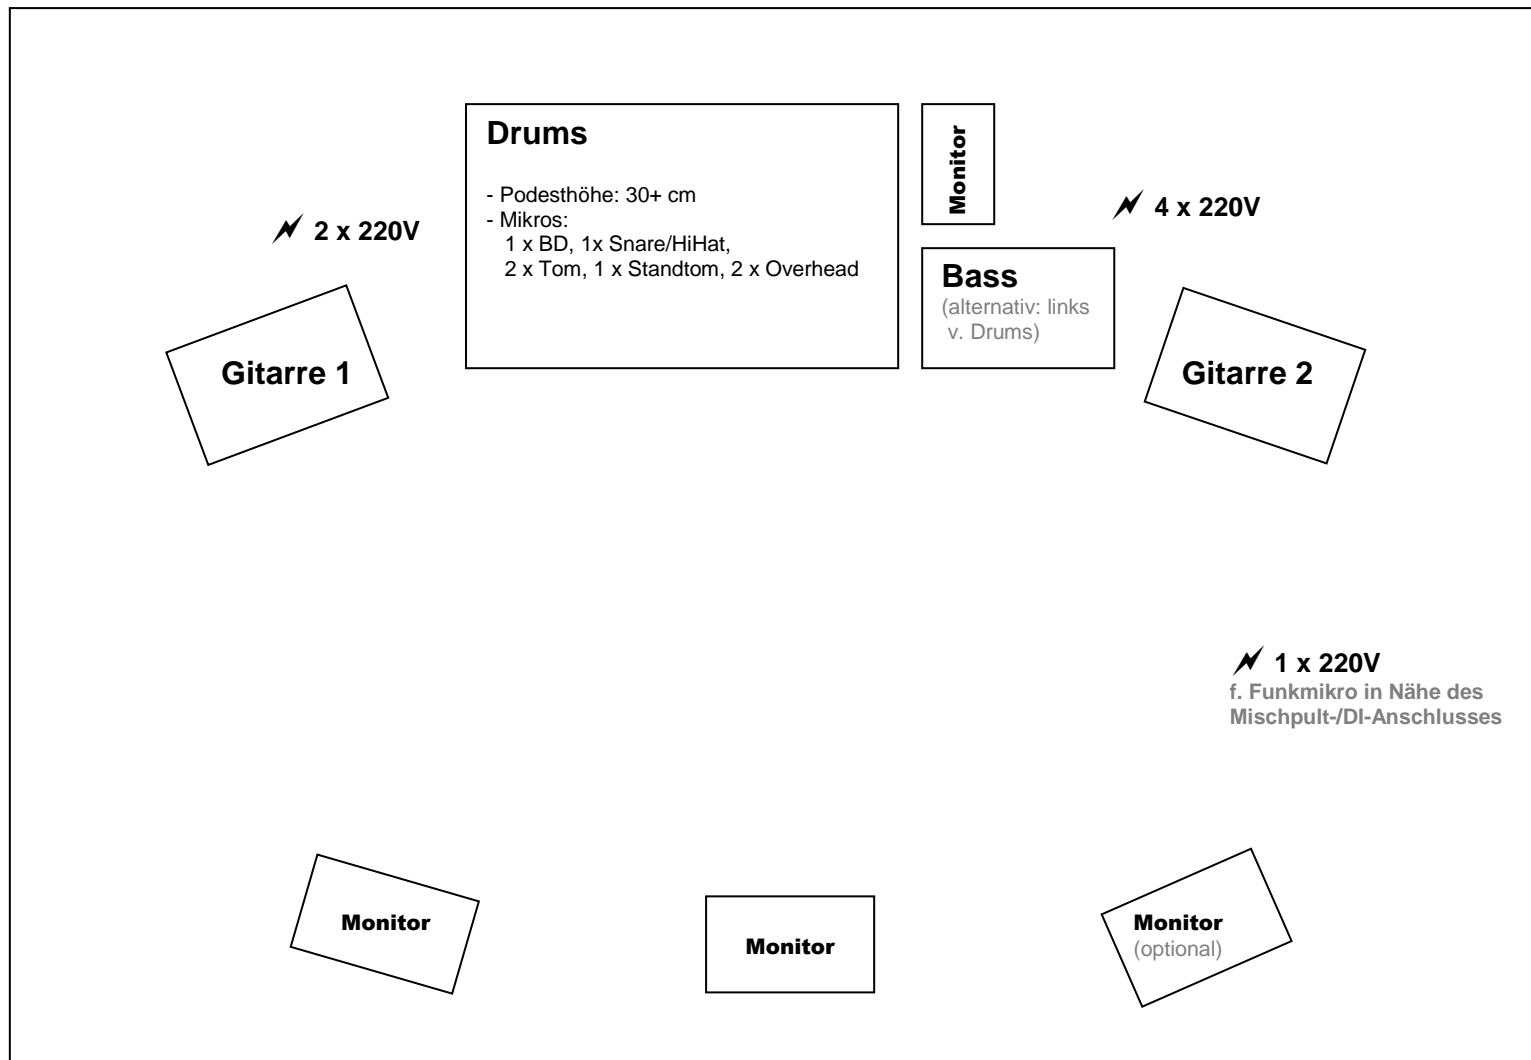 Drums
- Podesthöhe: 30+ cm
- Mikros:
1 x BD, 1x Snare/HiHat,
2 x Tom, 1 x Standtom, 2 x Overhead
Monitor
2 x 220V
4 x 220V
Bass
(alternativ: links
v. Drums)
Gitarre 1
Gitarre 2
1 x 220V
f. Funkmikro in Nähe des
Mischpult-/DI-Anschlusses
Monitor
Monitor
Monitor
(optional)